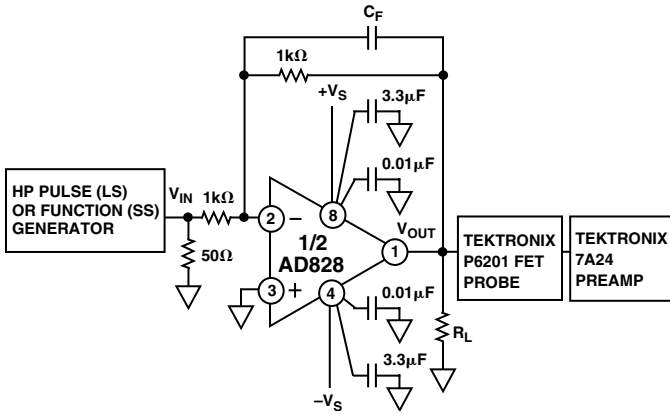 C_F
1kΩ
+V_S
3.3µF
0.01µF
HP PULSE (LS)
OR FUNCTION (SS)
GENERATOR
V_IN
1kΩ
50Ω
2
−
8
1/2
AD828
3
+
4
1
V_OUT
TEKTRONIX
P6201 FET
PROBE
TEKTRONIX
7A24
PREAMP
0.01µF
R_L
3.3µF
−V_S